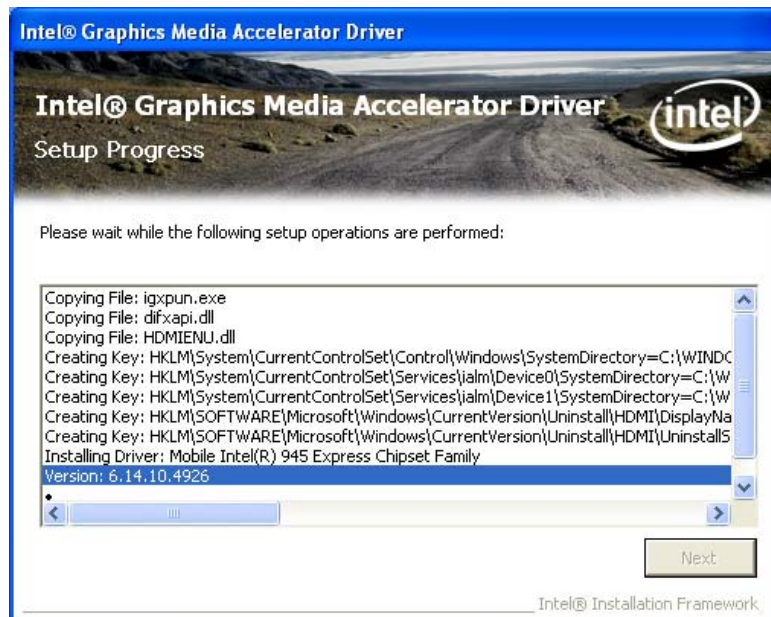 Intel® Graphics Media Accelerator Driver
Intel® Graphics Media Accelerator Driver
intel
Setup Progress
Please wait while the following setup operations are performed:
Copying File: igxpun.exe
Copying File: difxapi.dll
Copying File: HDMIENU.dll
Creating Key: HKLM\System\CurrentControlSet\Control\Windows\SystemDirectory=C:\WINDO
Creating Key: HKLM\System\CurrentControlSet\Services\ialm\Device0\SystemDirectory=C:\W
Creating Key: HKLM\System\CurrentControlSet\Services\ialm\Device1\SystemDirectory=C:\W
Creating Key: HKLM\SOFTWARE\Microsoft\Windows\CurrentVersion\Uninstall\HDMI\DisplayNa
Creating Key: HKLM\SOFTWARE\Microsoft\Windows\CurrentVersion\Uninstall\HDMI\UninstallS
Installing Driver: Mobile Intel(R) 945 Express Chipset Family
Version: 6.14.10.4926
Next
Intel® Installation Framework